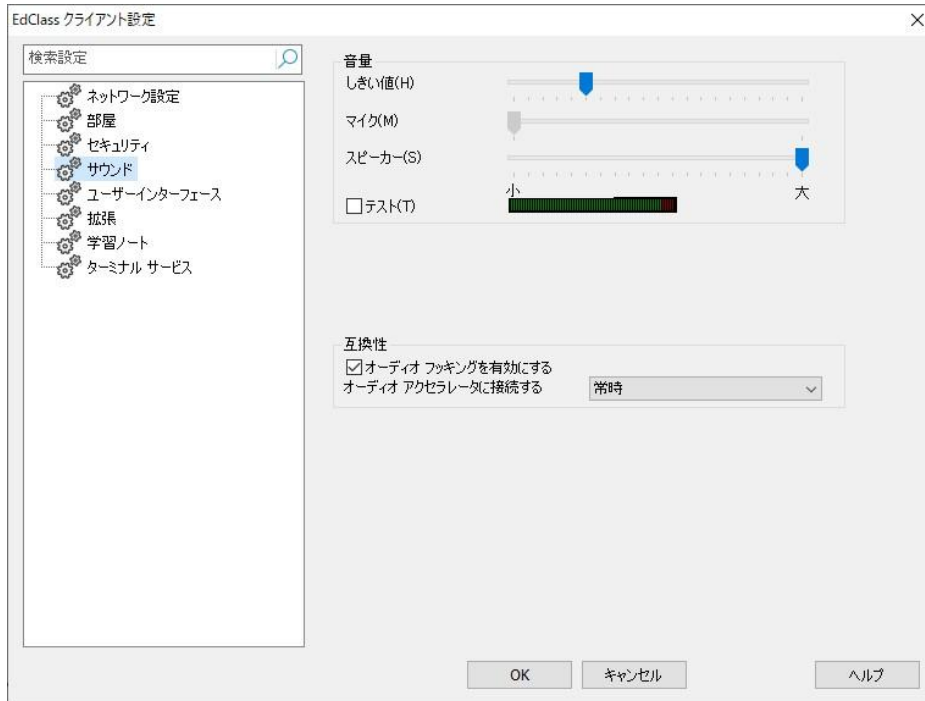 EdClass クライアント設定
検索設定
ネットワーク設定
部屋
セキュリティ
サウンド
ユーザーインターフェース
拡張
学習ノート
ターミナル サービス
音量
しきい値(H)
マイク(M)
スピーカー(S)
小
大
テスト(T)
互換性
オーディオ フッキングを有効にする
オーディオ アクセラレータに接続する
常時
OK
キャンセル
ヘルプ